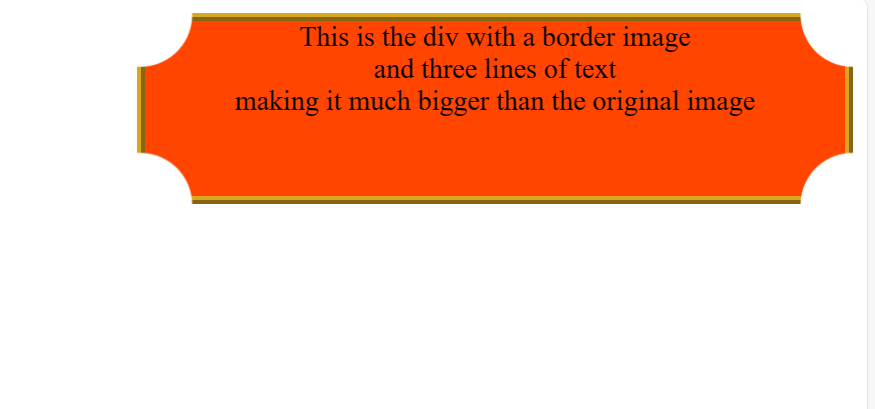 This is the div with a border image
and three lines of text
making it much bigger than the original image